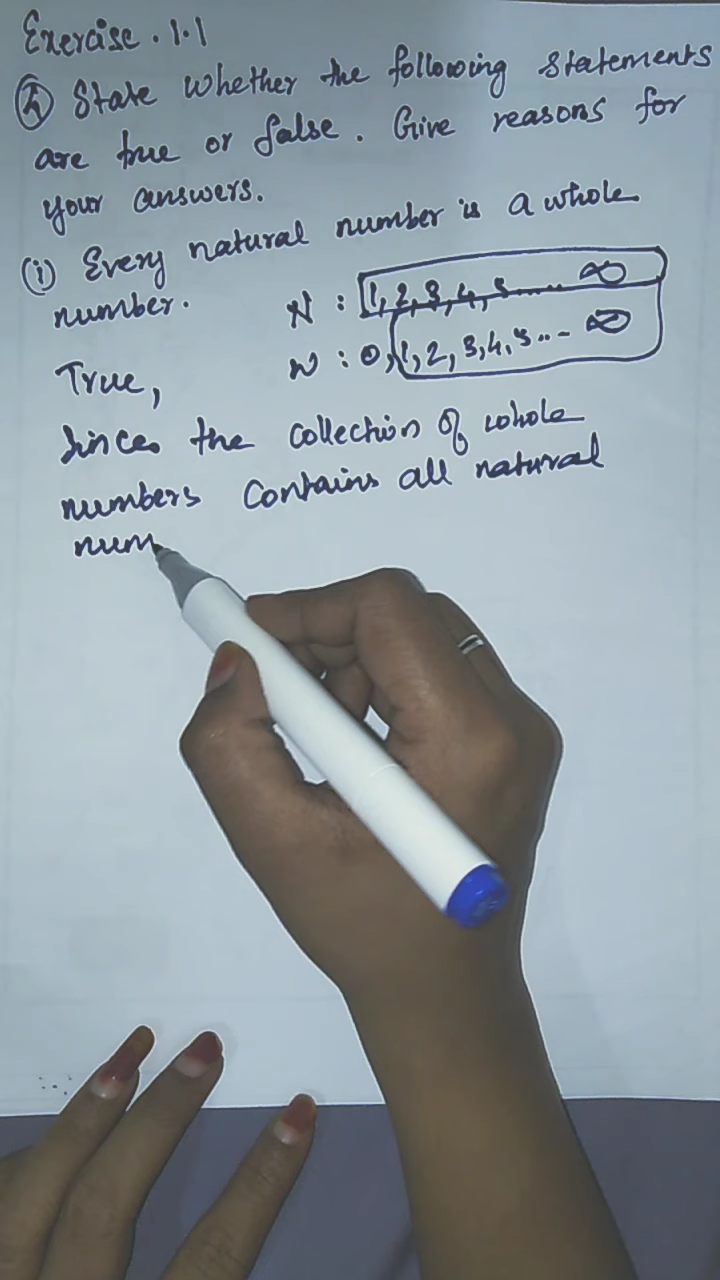 Exercise . 1.1
④ State whether the following statements
are true or false. Give reasons for
your answers.
(i) Every natural number is a whole
number.
N : 1, 2, 3, 4, 5..... ∞
W : 0, 1, 2, 3, 4, 5... ∞
True,
Since the collection of whole
numbers contains all natural
num